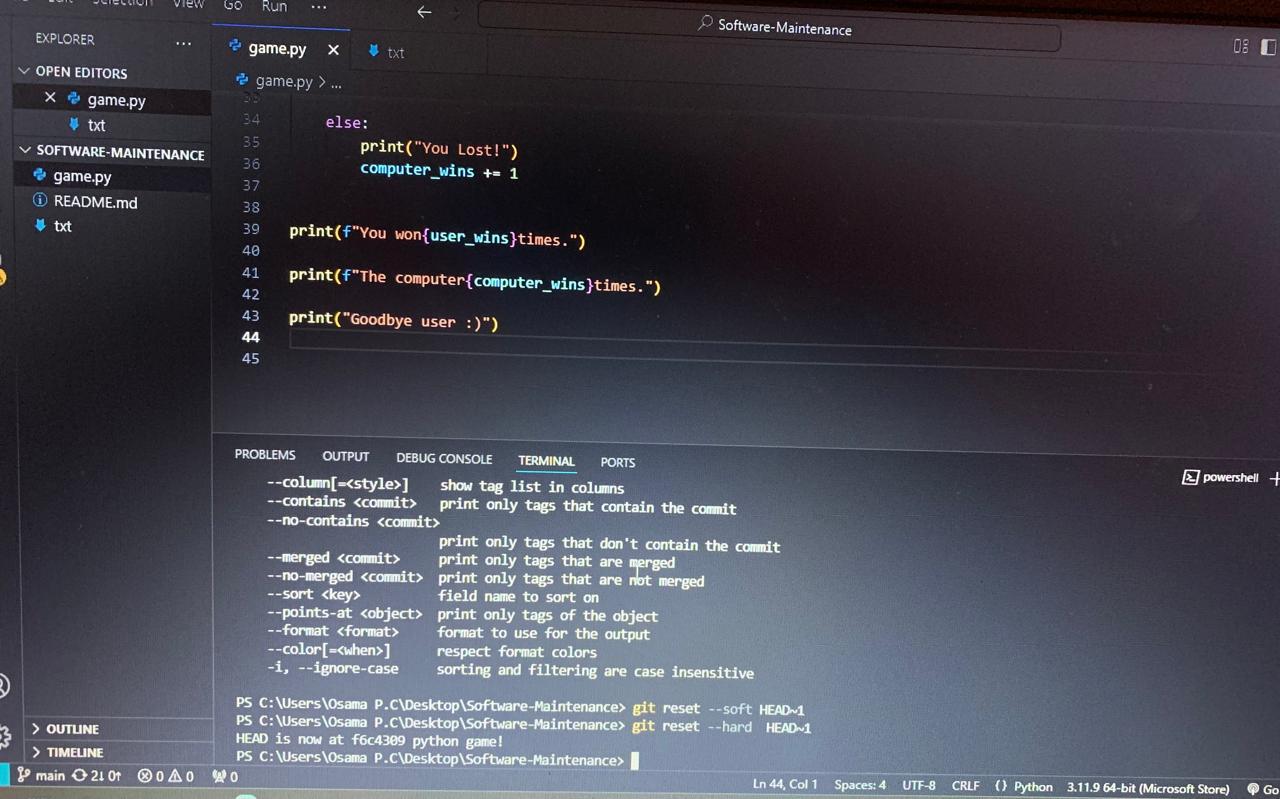 Edit Selection View Go Run ...
Software-Maintenance
EXPLORER ...
OPEN EDITORS
game.py
txt
SOFTWARE-MAINTENANCE
game.py
README.md
txt
OUTLINE
TIMELINE
game.py
txt
game.py > ...
33
34 else:
35 print("You Lost!")
36 computer_wins += 1
37
38
39 print(f"You won{user_wins}times.")
40
41 print(f"The computer{computer_wins}times.")
42
43 print("Goodbye user :)")
44
45
PROBLEMS OUTPUT DEBUG CONSOLE TERMINAL PORTS
powershell
--column[=<style>] show tag list in columns
--contains <commit> print only tags that contain the commit
--no-contains <commit>
print only tags that don't contain the commit
--merged <commit> print only tags that are merged
--no-merged <commit> print only tags that are not merged
--sort <key> field name to sort on
--points-at <object> print only tags of the object
--format <format> format to use for the output
--color[=<when>] respect format colors
-i, --ignore-case sorting and filtering are case insensitive
PS C:\Users\Osama P.C\Desktop\Software-Maintenance> git reset --soft HEAD~1
PS C:\Users\Osama P.C\Desktop\Software-Maintenance> git reset --hard HEAD~1
HEAD is now at f6c4309 python game!
PS C:\Users\Osama P.C\Desktop\Software-Maintenance>
main 2↓ 0↑ 0 0 0
Ln 44, Col 1 Spaces: 4 UTF-8 CRLF {} Python 3.11.9 64-bit (Microsoft Store) Go